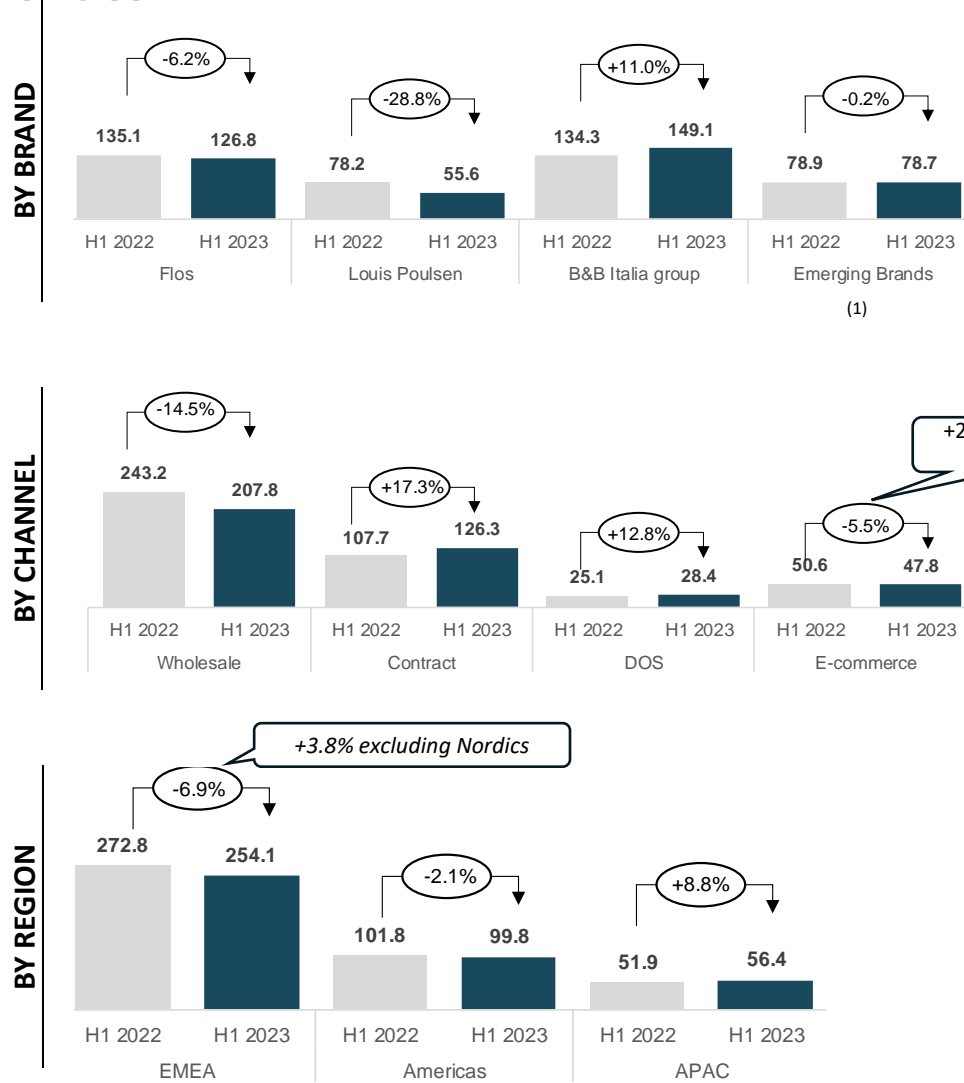 BY BRAND
-6.2%
-28.8%
+11.0%
-0.2%
135.1 126.8 78.2 55.6 134.3 149.1 78.9 78.7
H1 2022 H1 2023 H1 2022 H1 2023 H1 2022 H1 2023 H1 2022 H1 2023
Flos Louis Poulsen B&B Italia group Emerging Brands
(1)
BY CHANNEL
-14.5%
+17.3%
+12.8%
-5.5%
243.2 207.8 107.7 126.3 25.1 28.4 50.6 47.8
H1 2022 H1 2023 H1 2022 H1 2023 H1 2022 H1 2023 H1 2022 H1 2023
Wholesale Contract DOS E-commerce
BY REGION
+3.8% excluding Nordics
-6.9%
-2.1%
+8.8%
272.8 254.1 101.8 99.8 51.9 56.4
H1 2022 H1 2023 H1 2022 H1 2023 H1 2022 H1 2023
EMEA Americas APAC